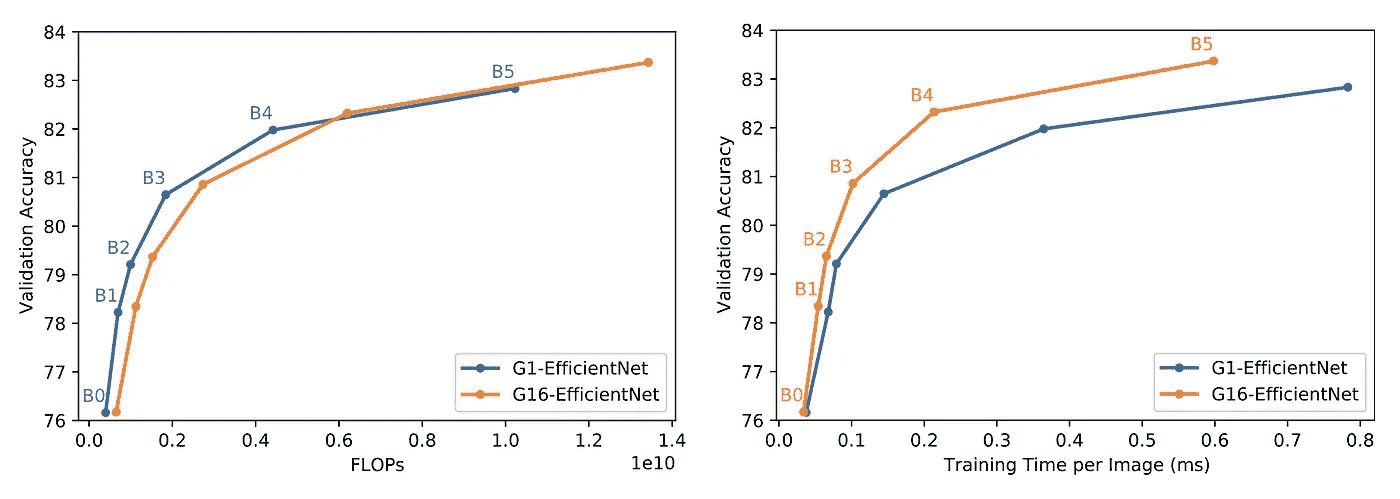 84
83
82
81
80
79
78
77
76
Validation Accuracy
B0
B1
B2
B3
B4
B5
G1-EfficientNet
G16-EfficientNet
0.0 0.2 0.4 0.6 0.8 1.0 1.2 1.4
FLOPs
1e10
84
83
82
81
80
79
78
77
76
Validation Accuracy
B0
B1
B2
B3
B4
B5
G1-EfficientNet
G16-EfficientNet
0.0 0.1 0.2 0.3 0.4 0.5 0.6 0.7 0.8
Training Time per Image (ms)